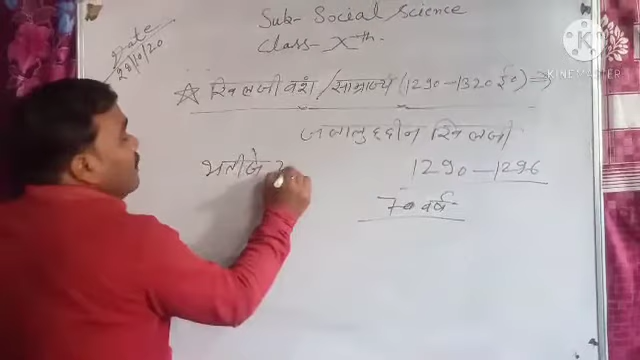 Sub- Social Science
Date
Class- Xth.
28/9/20
खिलजी वंश / साम्राज्य (1290-1320 ई०) ⇒
जलालुद्दीन खिलजी
1290-1296
भतीजे
70 वर्ष
KINEMASTER